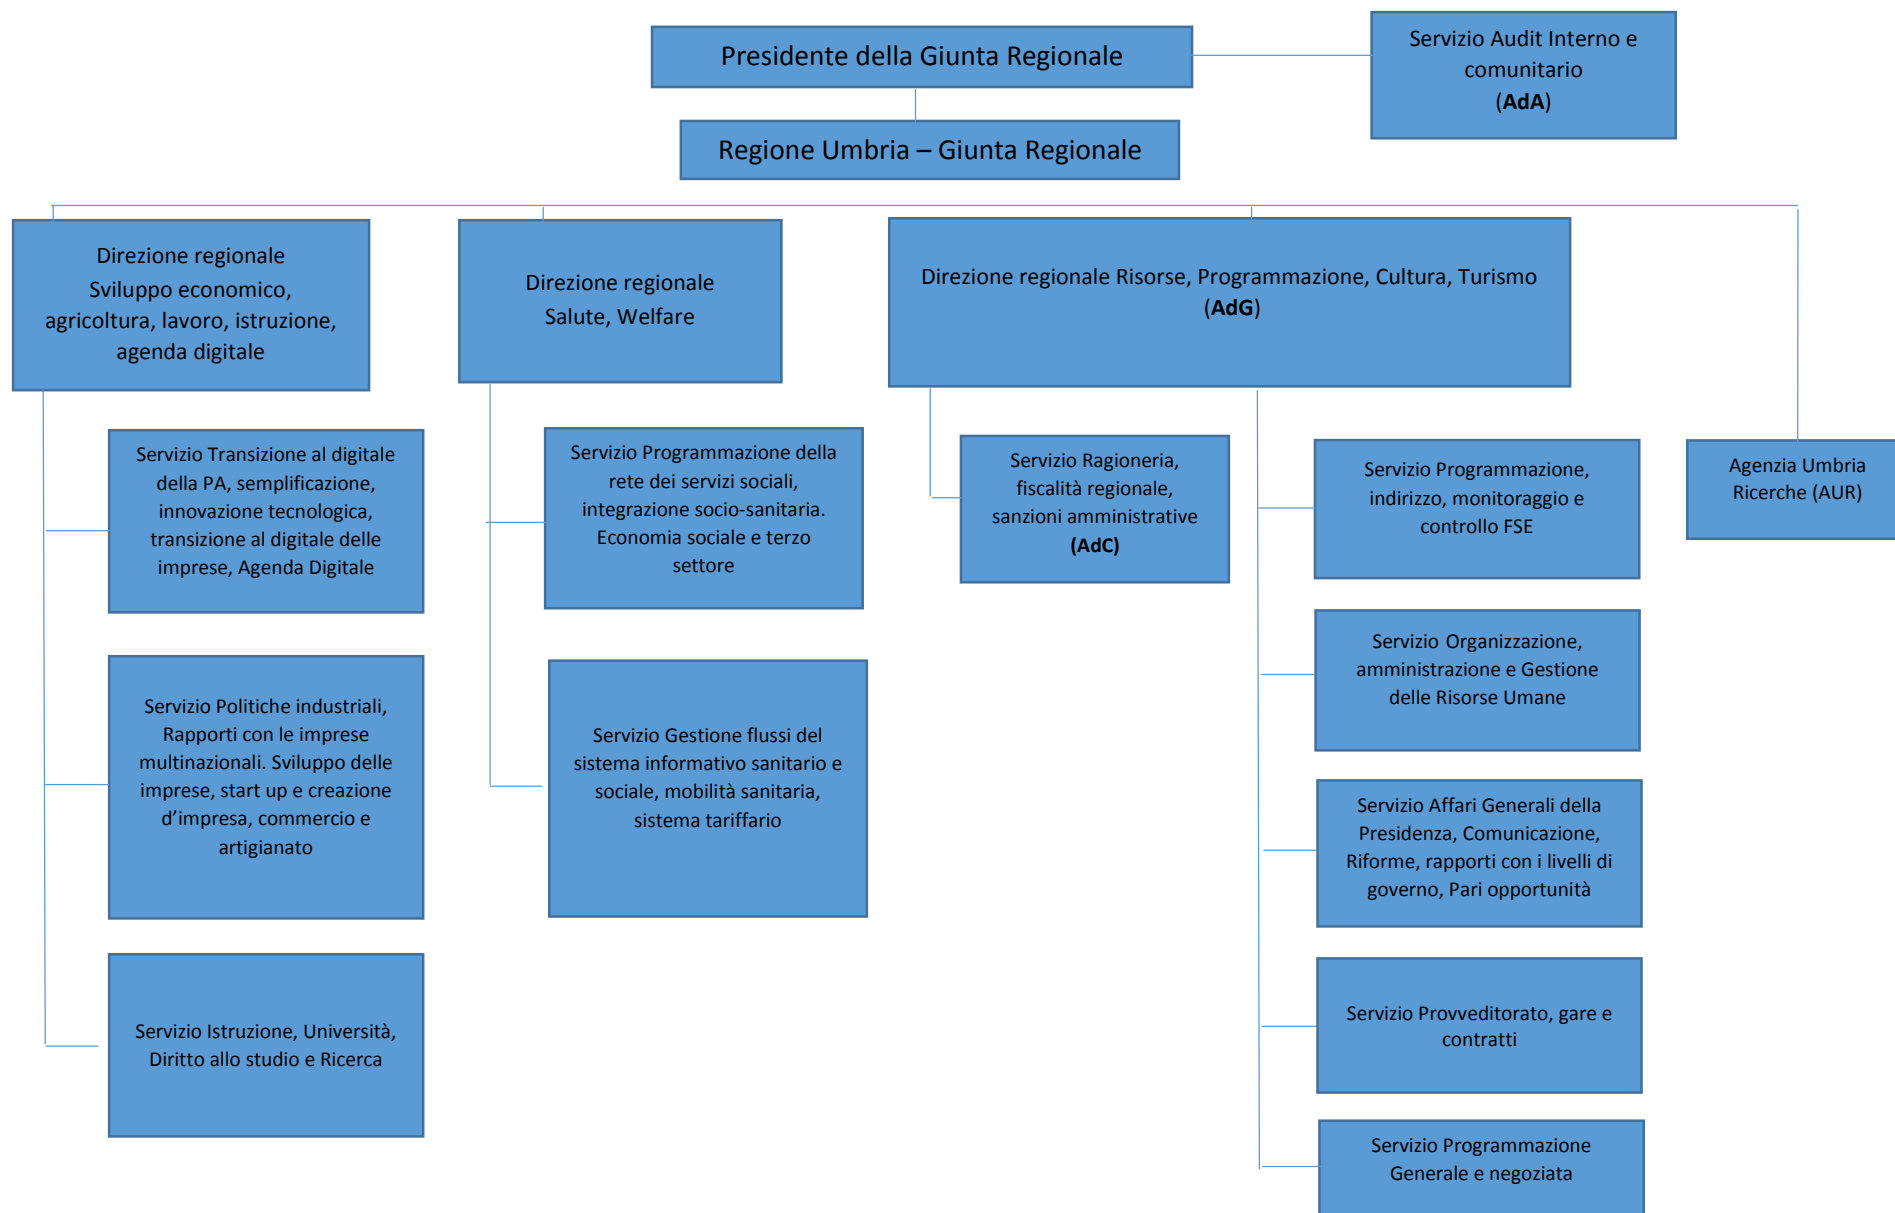 Presidente della Giunta Regionale
Servizio Audit Interno e
comunitario
(AdA)
Regione Umbria – Giunta Regionale
Direzione regionale
Sviluppo economico,
agricoltura, lavoro, istruzione,
agenda digitale
Direzione regionale
Salute, Welfare
Direzione regionale Risorse, Programmazione, Cultura, Turismo
(AdG)
Servizio Transizione al digitale
della PA, semplificazione,
innovazione tecnologica,
transizione al digitale delle
imprese, Agenda Digitale
Servizio Politiche industriali,
Rapporti con le imprese
multinazionali. Sviluppo delle
imprese, start up e creazione
d’impresa, commercio e
artigianato
Servizio Istruzione, Università,
Diritto allo studio e Ricerca
Servizio Programmazione della
rete dei servizi sociali,
integrazione socio-sanitaria.
Economia sociale e terzo
settore
Servizio Gestione flussi del
sistema informativo sanitario e
sociale, mobilità sanitaria,
sistema tariffario
Servizio Ragioneria,
fiscalità regionale,
sanzioni amministrative
(AdC)
Servizio Programmazione,
indirizzo, monitoraggio e
controllo FSE
Servizio Organizzazione,
amministrazione e Gestione
delle Risorse Umane
Servizio Affari Generali della
Presidenza, Comunicazione,
Riforme, rapporti con i livelli di
governo, Pari opportunità
Servizio Provveditorato, gare e
contratti
Servizio Programmazione
Generale e negoziata
Agenzia Umbria
Ricerche (AUR)